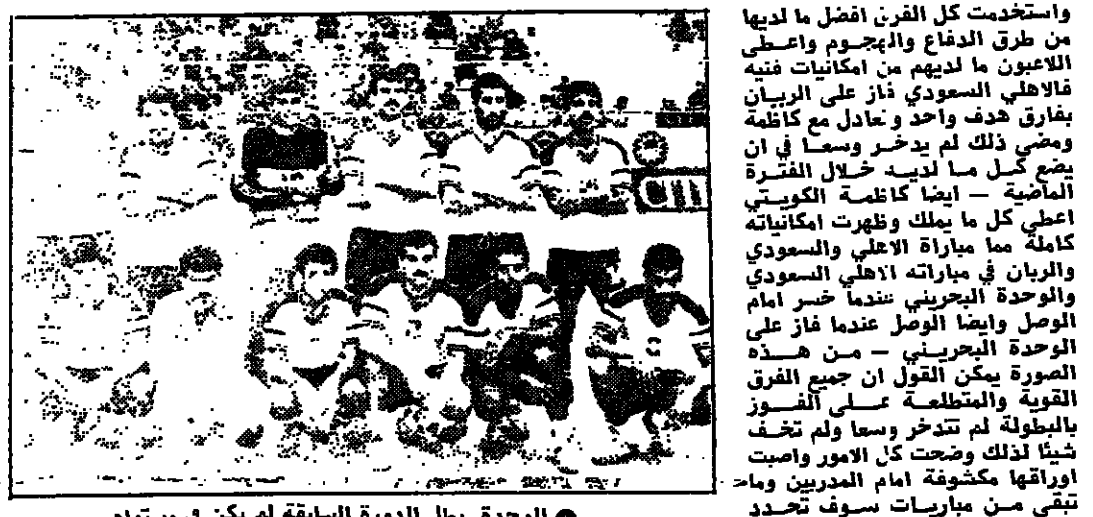 واستخدمت كل الفرق افضل ما لديها
من طرق الدفاع والهجوم واعطى
اللاعبون ما لديهم من امكانيات فنيه
فالاهلي السعودي فاز على الريان
بفارق هدف واحد وتعادل مع كاظمة
ومضى ذلك لم يدخر وسعا في ان
يضع كل ما لديه خلال الفترة
الماضية — ايضا كاظمة الكويتي
اعطى كل ما يملك وظهرت امكانياته
كاملة مما مباراة الاهلي والسعودي
والريان في مباراته الاهلي السعودي
والوحدة البحريني عندما خسر امام
الوصل وايضا الوصل عندما فاز على
الوحدة البحريني — من هذه
الصورة يمكن القول ان جميع الفرق
القوية والمتطلعة على الفوز
بالبطولة لم تتدخر وسعا ولم تخف
شيئا لذلك وضحت كل الامور واصبت
اوراقها مكشوفة امام المدربين وما
تبقى من مباريات سوف تحدد
● الوحدة بطل الدورة السابقة لم يكن في